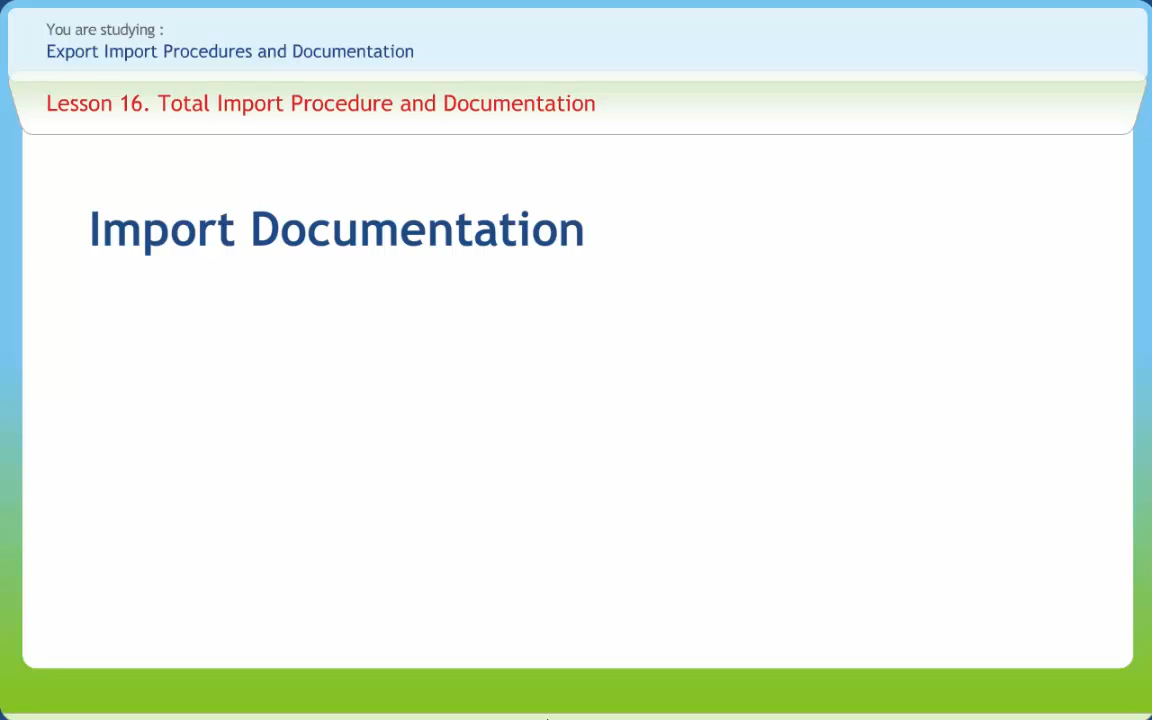 You are studying :
Export Import Procedures and Documentation
Lesson 16. Total Import Procedure and Documentation
Import Documentation